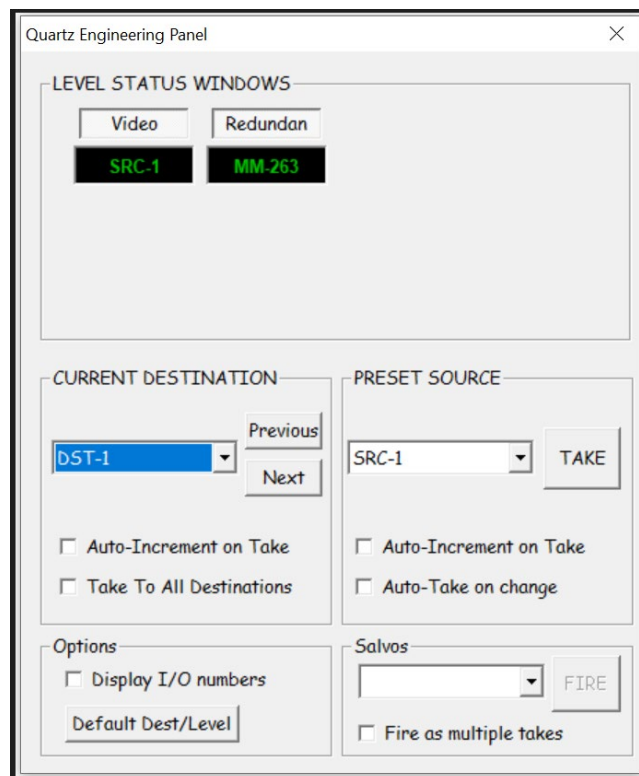 Quartz Engineering Panel
LEVEL STATUS WINDOWS
Video Redundan
SRC-1 MM-263
CURRENT DESTINATION
DST-1
Previous
Next
Auto-Increment on Take
Take To All Destinations
PRESET SOURCE
SRC-1
TAKE
Auto-Increment on Take
Auto-Take on change
Options
Display I/O numbers
Default Dest/Level
Salvos
FIRE
Fire as multiple takes